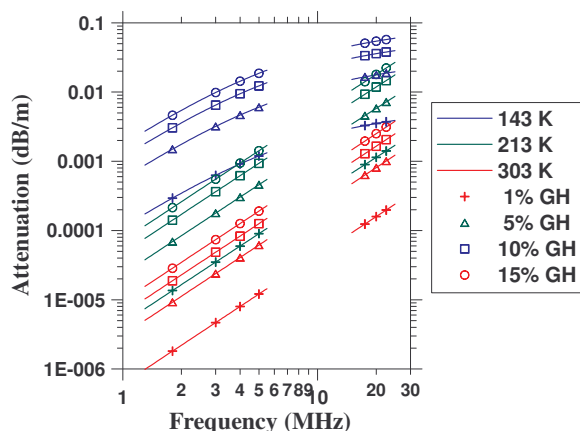 0.1
0.01
0.001
0.0001
1E-005
1E-006
Attenuation (dB/m)
1 2 3 4 5 6 7 8 9 10 20 30
Frequency (MHz)
143 K
213 K
303 K
1% GH
5% GH
10% GH
15% GH